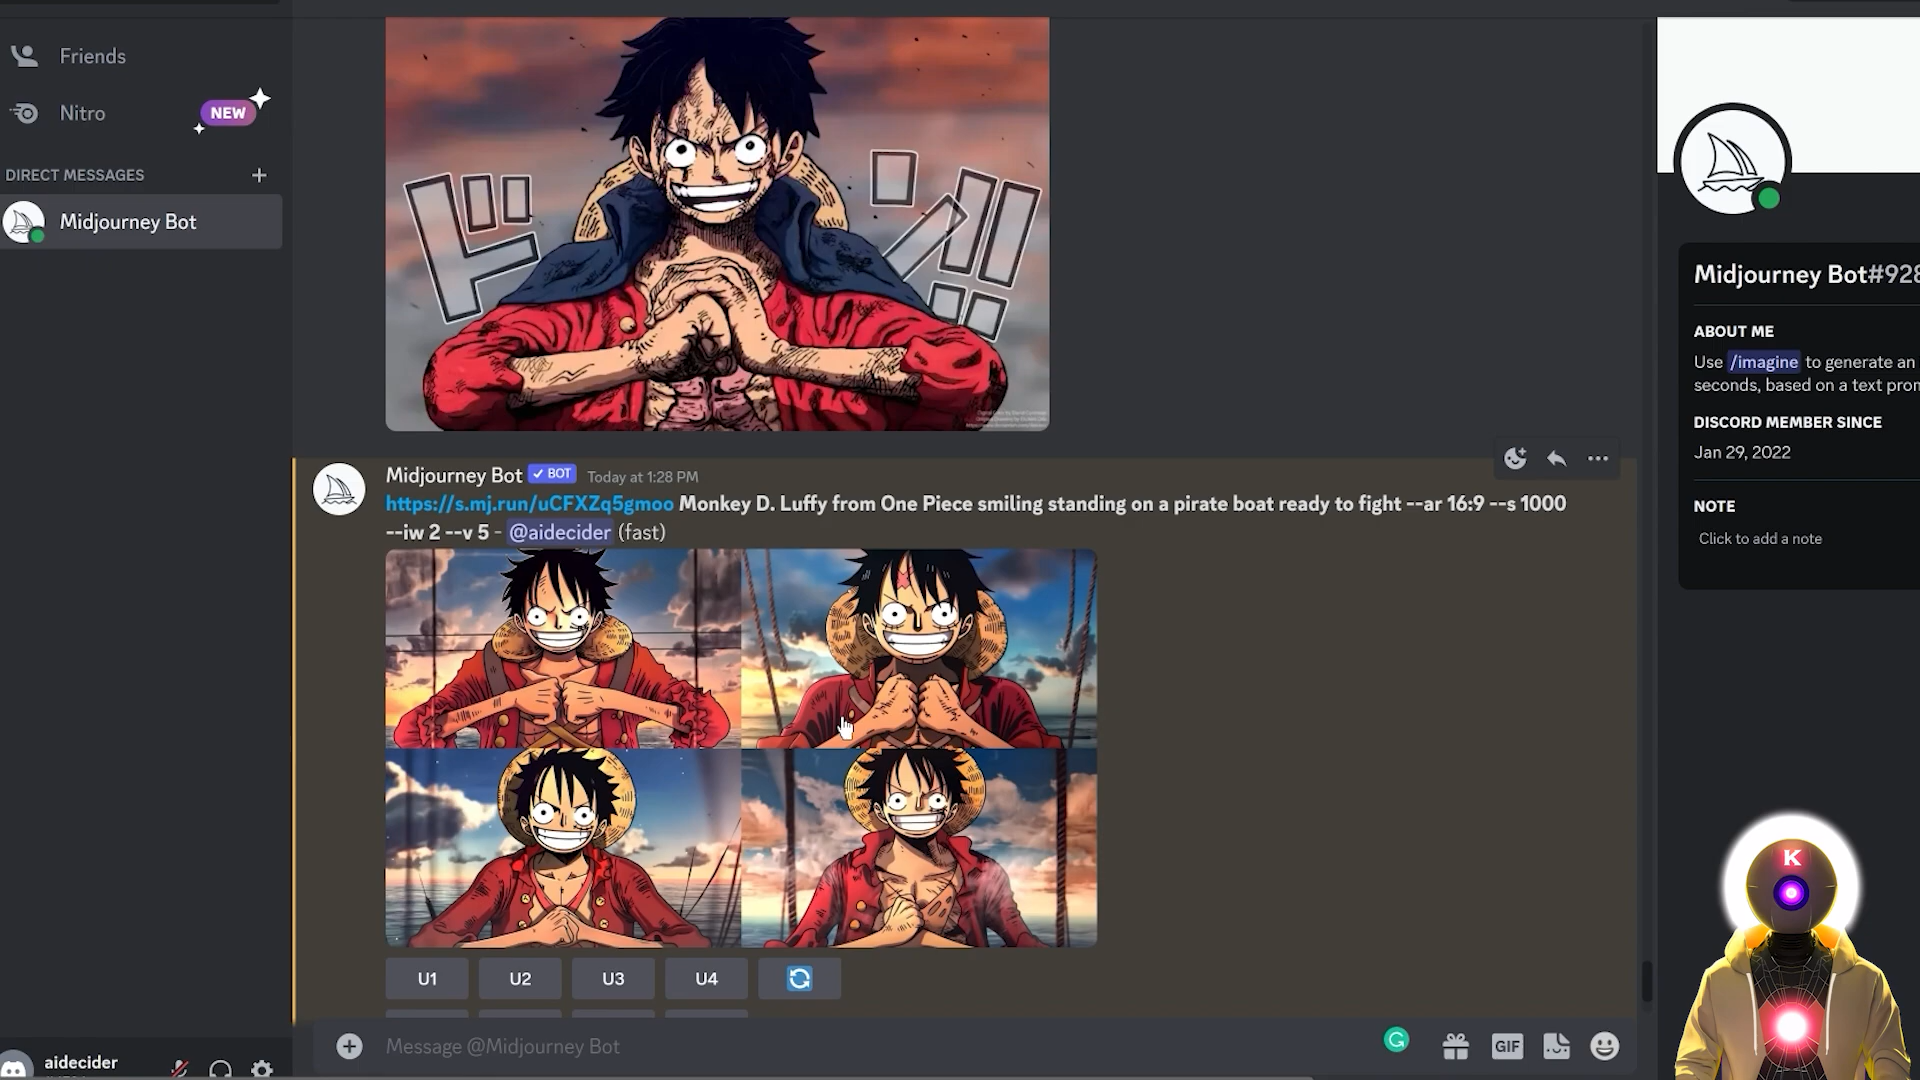 Friends
Nitro
NEW
DIRECT MESSAGES
Midjourney Bot
aidecider
ド
ン!!
Midjourney Bot BOT Today at 1:28 PM
https://s.mj.run/uCFXZq5gmoo Monkey D. Luffy from One Piece smiling standing on a pirate boat ready to fight --ar 16:9 --s 1000
--iw 2 --v 5 - @aidecider (fast)
U1 U2 U3 U4
Message @Midjourney Bot
GIF
Midjourney Bot#928
ABOUT ME
Use /imagine to generate an
seconds, based on a text pro
DISCORD MEMBER SINCE
Jan 29, 2022
NOTE
Click to add a note
K